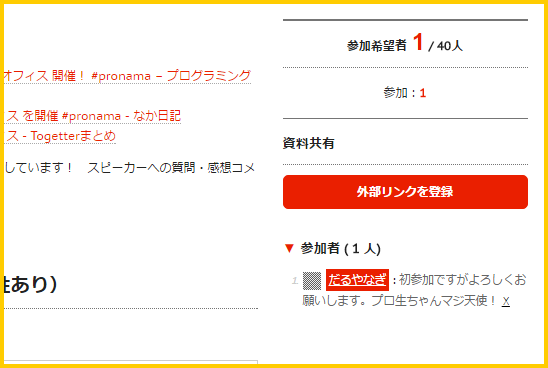 オフィス 開催！ #pronama – プログラミング
ス を開催 #pronama - なか日記
ス - Togetterまとめ
しています！　スピーカーへの質問・感想コメ
性あり）
参加希望者 1 / 40人
参加：1
資料共有
外部リンクを登録
▼ 参加者 ( 1 人)
1. だるやなぎ : 初参加ですがよろしくお
願いします。プロ生ちゃんマジ天使！ x